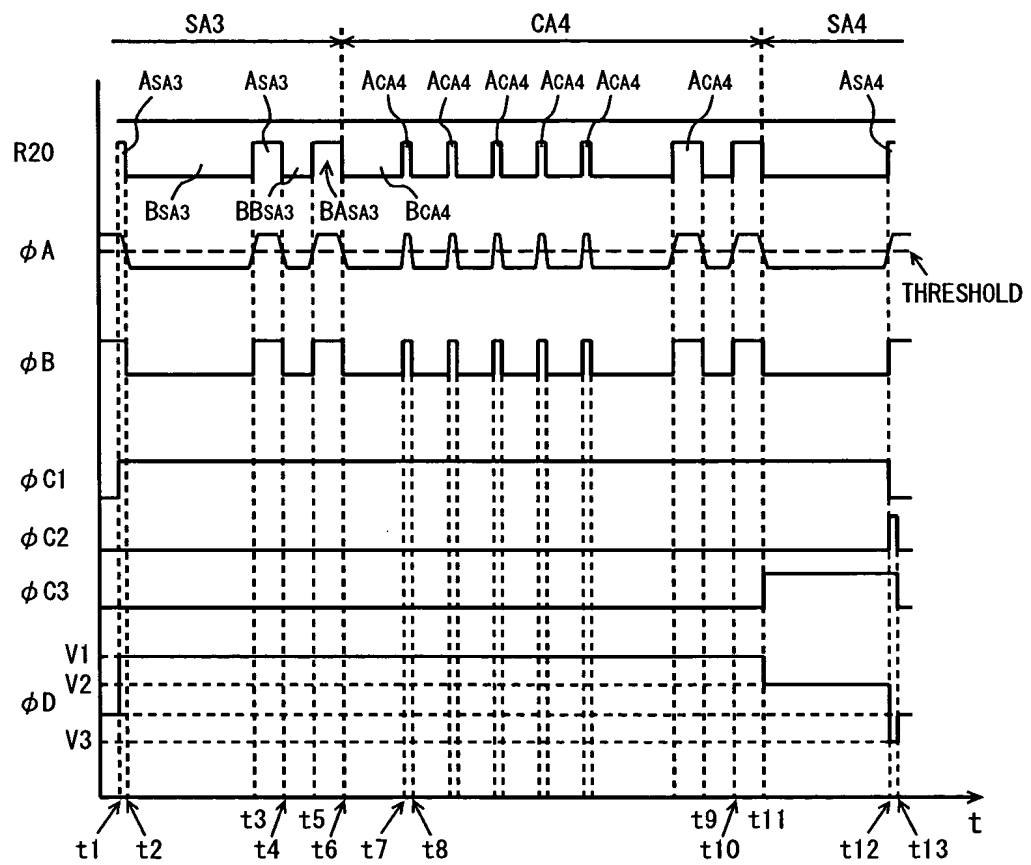 SA3 CA4 SA4
ASA3 ASA3 ACA4 ACA4 ACA4 ACA4 ACA4 ACA4 ASA4
R20
BSA3 BBSA3 BASA3 BCA4
φA
THRESHOLD
φB
φC1
φC2
φC3
V1
V2
φD
V3
t3 t5 t9 t11 t
t1 t2 t4 t6 t7 t8 t10 t12 t13